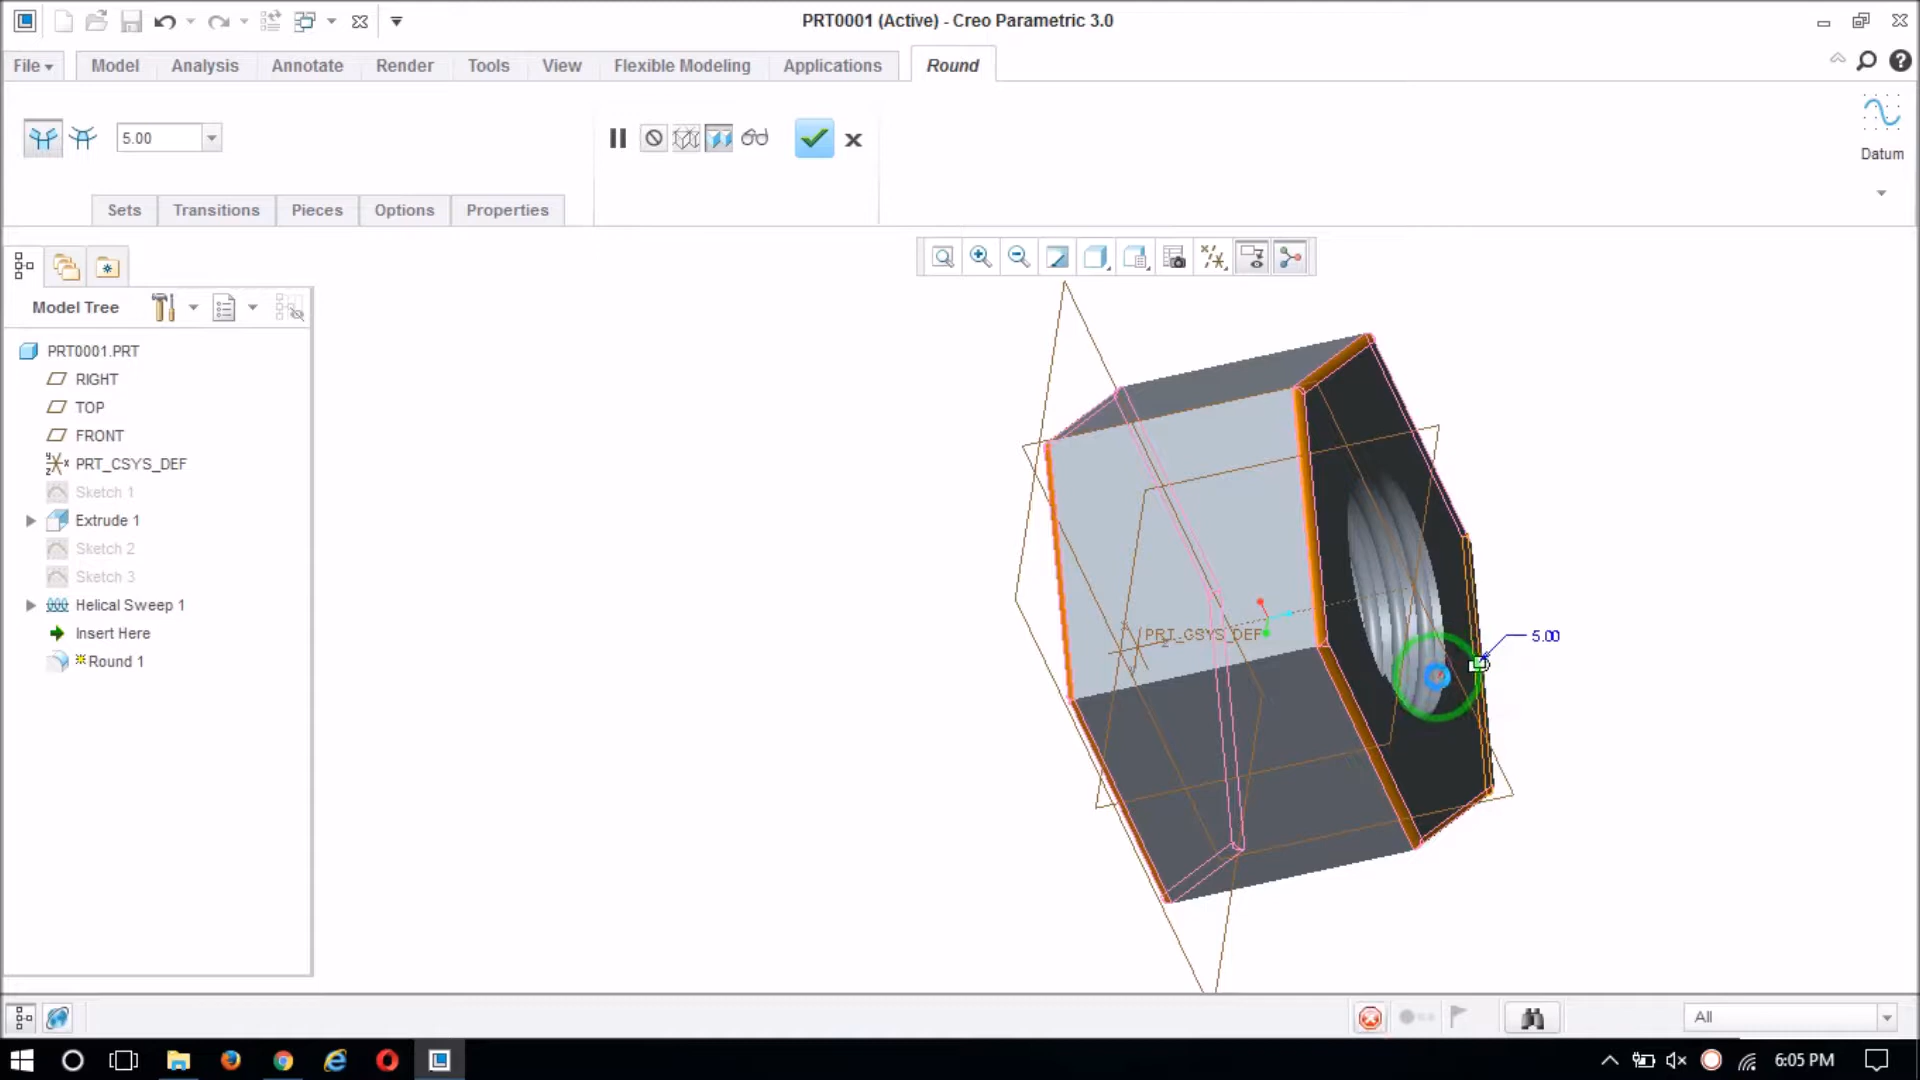 PRT0001 (Active) - Creo Parametric 3.0
File Model Analysis Annotate Render Tools View Flexible Modeling Applications Round
5.00
Datum
Sets Transitions Pieces Options Properties
Model Tree
PRT0001.PRT
RIGHT
TOP
FRONT
PRT_CSYS_DEF
Sketch 1
Extrude 1
Sketch 2
Sketch 3
Helical Sweep 1
Insert Here
Round 1
PRT_CSYS_DEF
5.00
All
6:05 PM